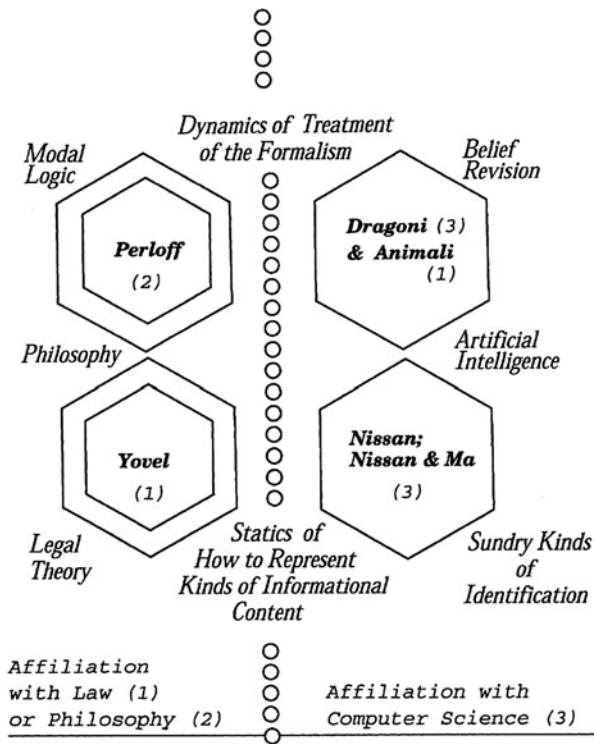 Dynamics of Treatment
of the Formalism
Modal
Logic
Belief
Revision
Perloff
(2)
Dragoni (3)
& Animali
(1)
Philosophy
Artificial
Intelligence
Yovel
(1)
Nissan;
Nissan & Ma
(3)
Legal
Theory
Statics of
How to Represent
Kinds of Informational
Content
Sundry Kinds
of
Identification
Affiliation
with Law (1)
or Philosophy (2)
Affiliation with
Computer Science (3)